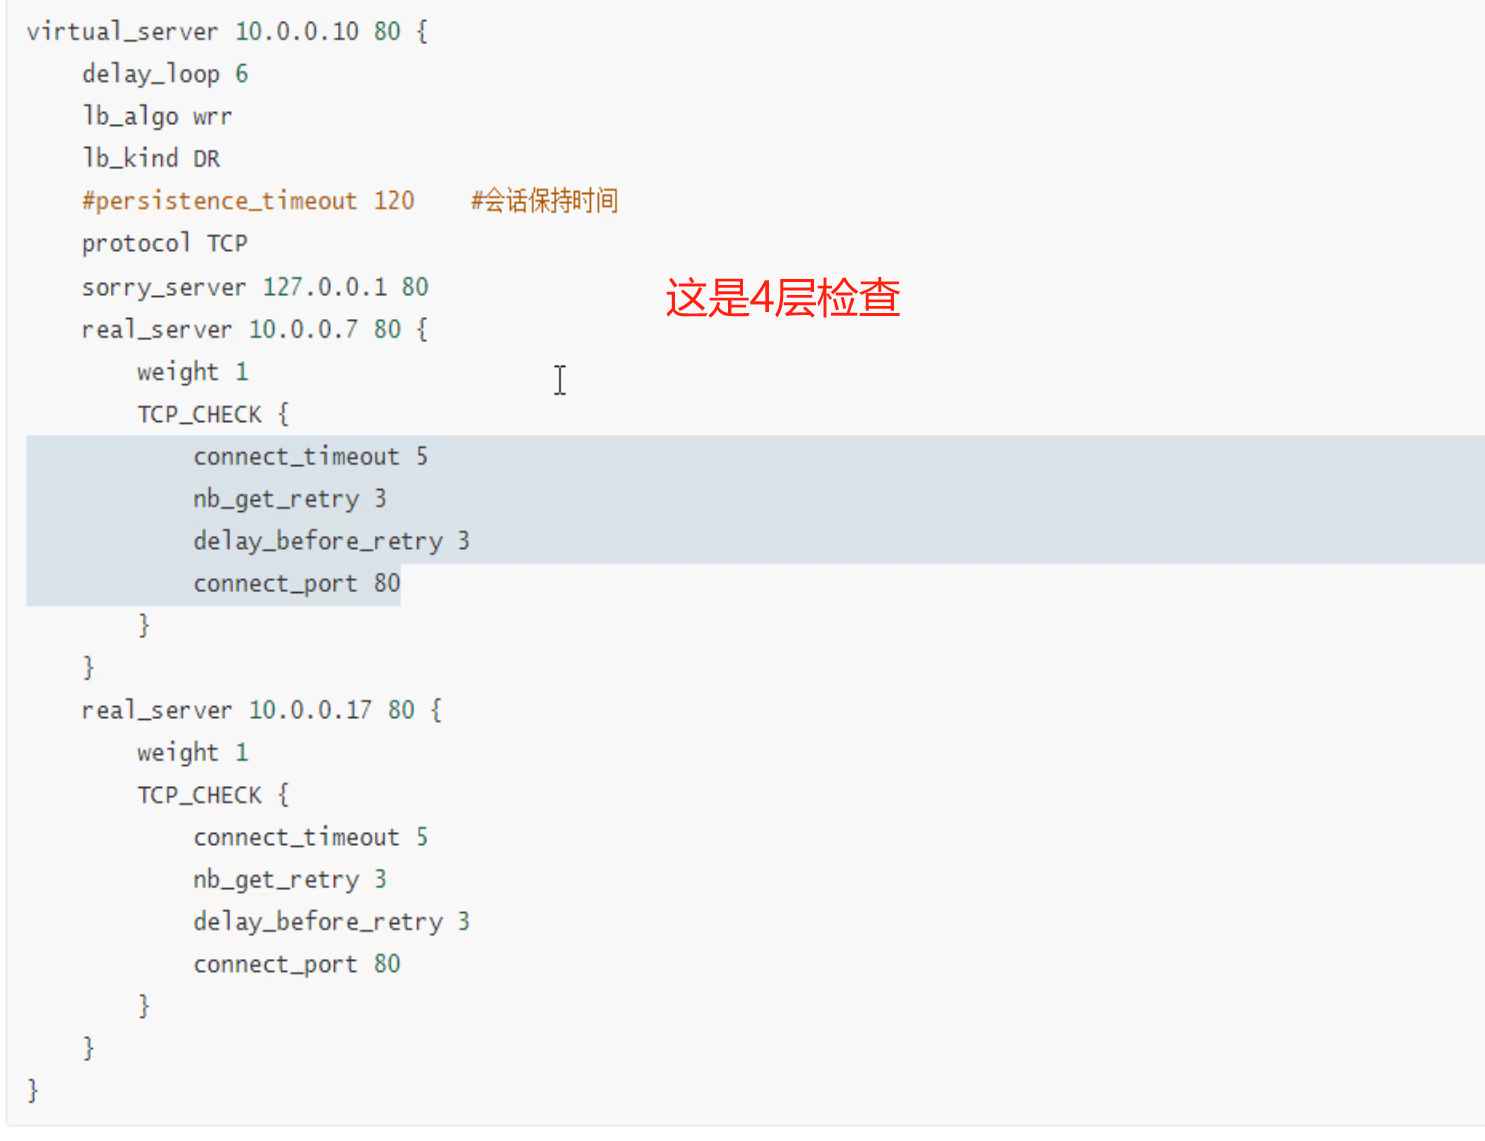 virtual_server 10.0.0.10 80 {
    delay_loop 6
    lb_algo wrr
    lb_kind DR
    #persistence_timeout 120    #会话保持时间
    protocol TCP
    sorry_server 127.0.0.1 80
这是4层检查
    real_server 10.0.0.7 80 {
        weight 1
        TCP_CHECK {
            connect_timeout 5
            nb_get_retry 3
            delay_before_retry 3
            connect_port 80
        }
    }
    real_server 10.0.0.17 80 {
        weight 1
        TCP_CHECK {
            connect_timeout 5
            nb_get_retry 3
            delay_before_retry 3
            connect_port 80
        }
    }
}